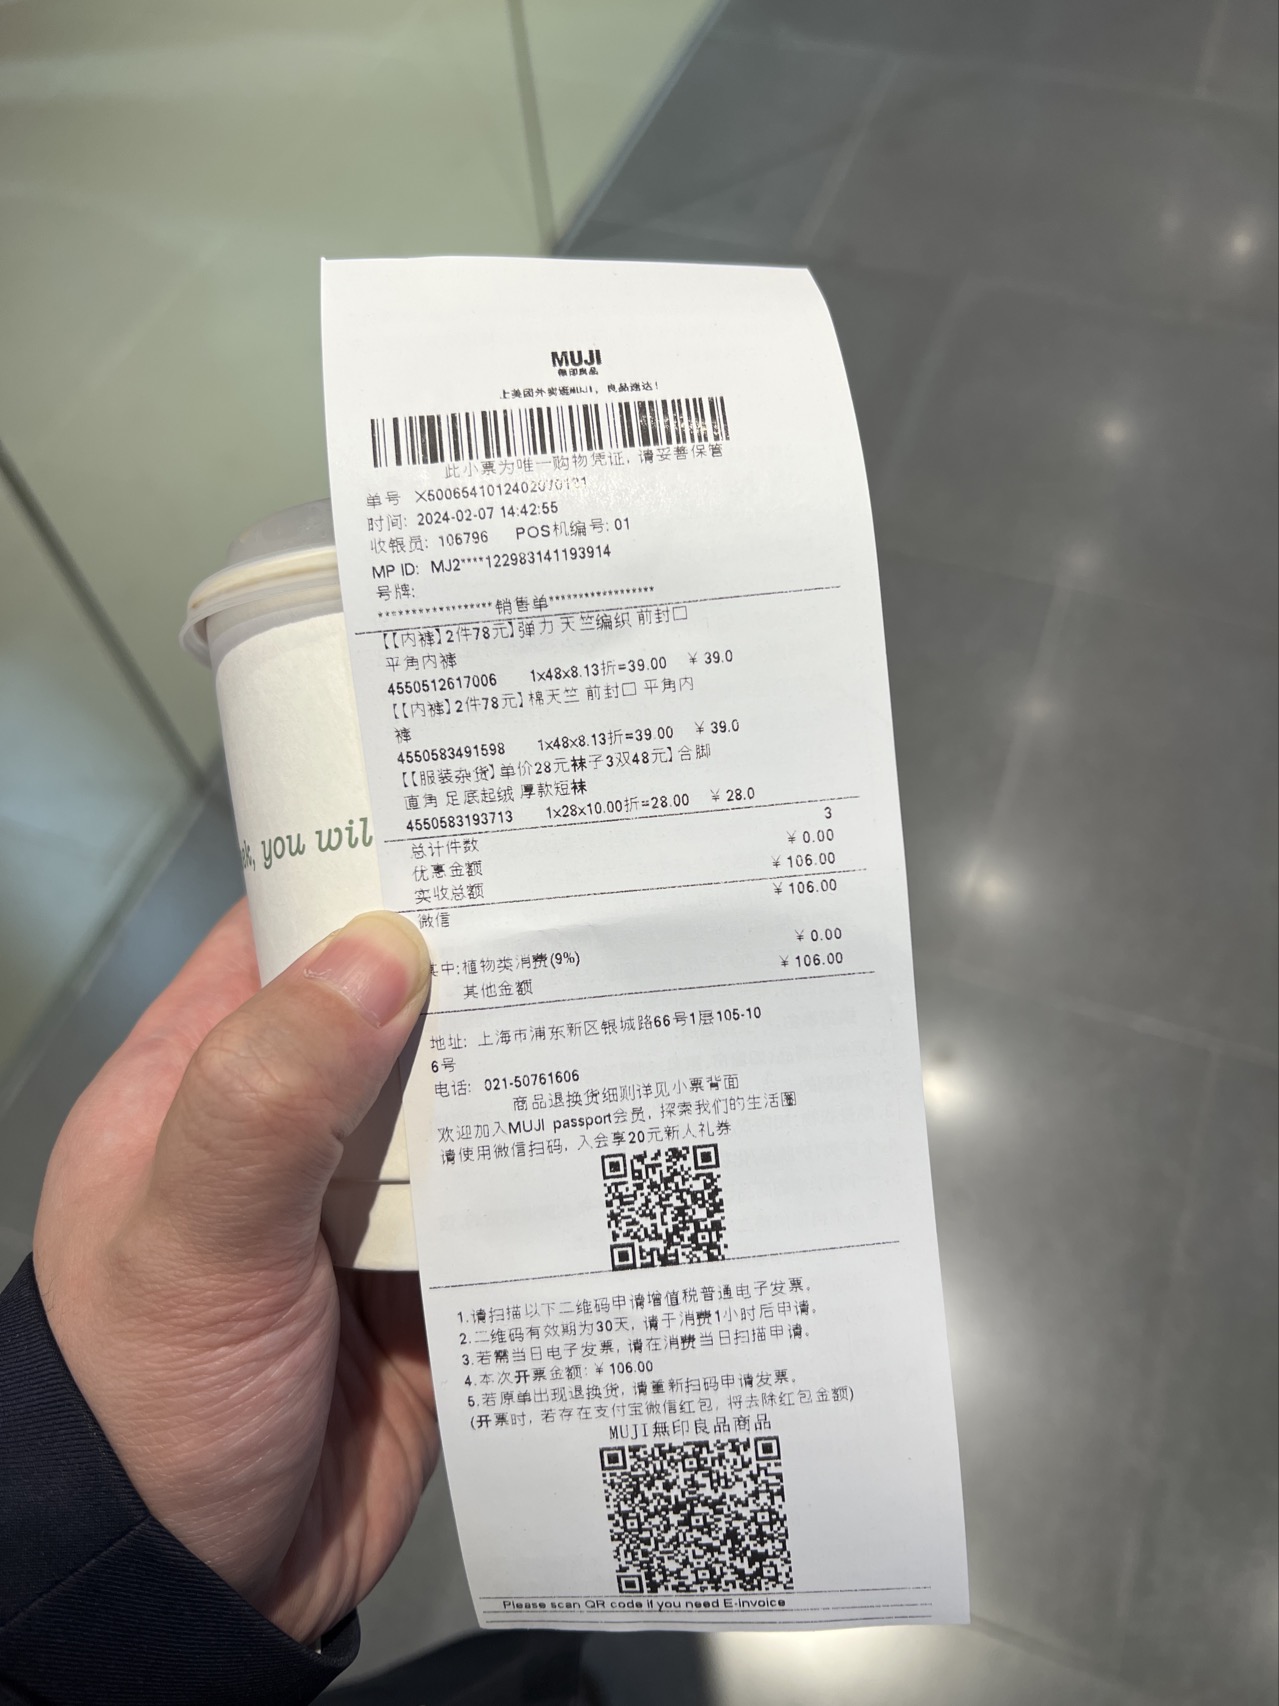 MUJI
無印良品
上美团外卖逛MUJI，良品速达！
此小票为唯一购物凭证，请妥善保管
单号 X5006541012402070131
时间: 2024-02-07 14:42:55
收银员: 106796 POS机编号: 01
MP ID: MJ2****122983141193914
号牌:
******************销售单******************
【【内裤】2件78元】弹力 天竺编织 前封口
平角内裤
4550512617006 1x48x8.13折=39.00 ￥39.0
【【内裤】2件78元】棉天竺 前封口 平角内
裤
4550583491598 1x48x8.13折=39.00 ￥39.0
【【服装杂货】单价28元袜子3双48元】合脚
直角 足底起绒 厚款短袜
4550583193713 1x28x10.00折=28.00 ￥28.0
总计件数 3
优惠金额 ￥0.00
实收总额 ￥106.00
微信 ￥106.00
其中:植物类消费(9%) ￥0.00
其他金额 ￥106.00
地址: 上海市浦东新区银城路66号1层105-10
6号
电话: 021-50761606
商品退换货细则详见小票背面
欢迎加入MUJI passport会员，探索我们的生活圈
请使用微信扫码，入会享20元新人礼券
1.请扫描以下二维码申请增值税普通电子发票。
2.二维码有效期为30天，请于消费1小时后申请。
3.若需当日电子发票，请在消费当日扫描申请。
4.本次开票金额: ￥106.00
5.若原单出现退换货，请重新扫码申请发票。
(开票时，若存在支付宝微信红包，将去除红包金额)
MUJI無印良品商品
Please scan QR code if you need E-invoice
you wil